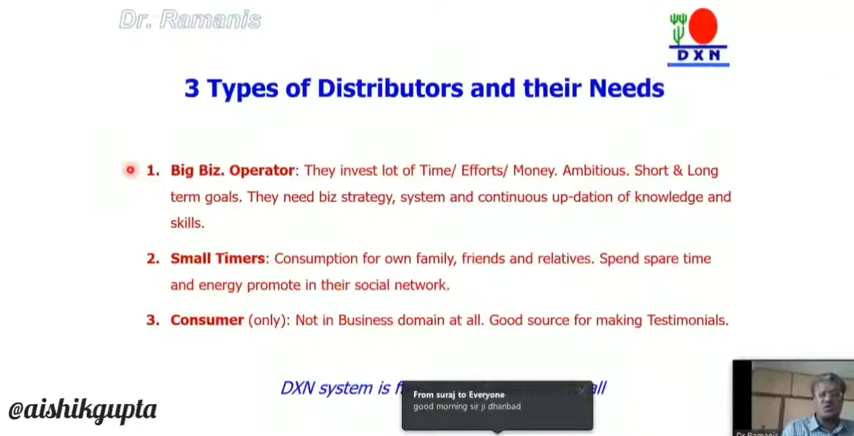 Dr. Ramanis
DXN
3 Types of Distributors and their Needs
1. Big Biz. Operator: They invest lot of Time/ Efforts/ Money. Ambitious. Short & Long
term goals. They need biz strategy, system and continuous up-dation of knowledge and
skills.
2. Small Timers: Consumption for own family, friends and relatives. Spend spare time
and energy promote in their social network.
3. Consumer (only): Not in Business domain at all. Good source for making Testimonials.
DXN system is all
From suraj to Everyone
good morning sir ji dhanbad
@aishikgupta
Dr Ramanis